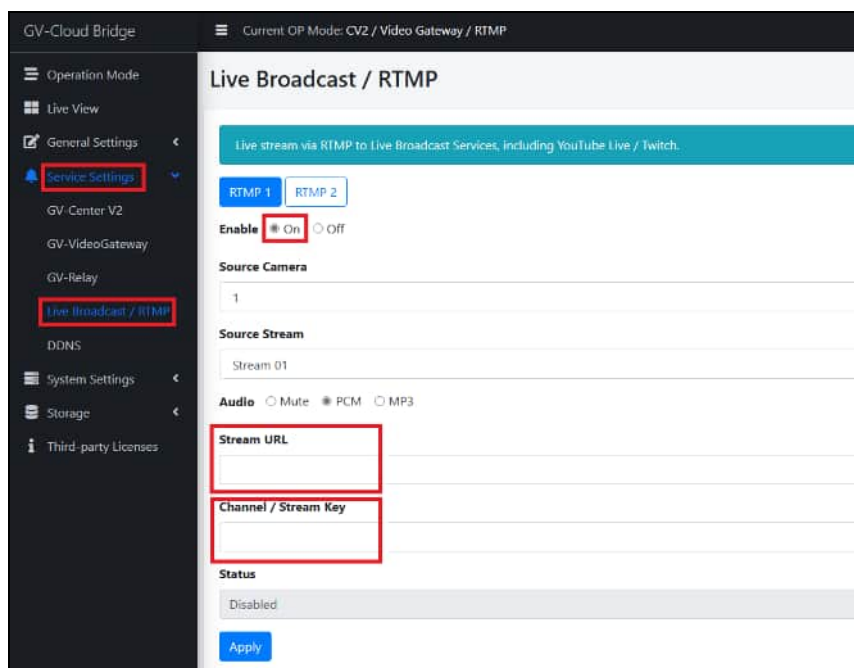 GV-Cloud Bridge
Current OP Mode: CV2 / Video Gateway / RTMP
Operation Mode
Live View
General Settings
Service Settings
GV-Center V2
GV-VideoGateway
GV-Relay
Live Broadcast / RTMP
DDNS
System Settings
Storage
Third-party Licenses
Live Broadcast / RTMP
Live stream via RTMP to Live Broadcast Services, including YouTube Live / Twitch.
RTMP 1 RTMP 2
Enable On Off
Source Camera
1
Source Stream
Stream 01
Audio Mute PCM MP3
Stream URL
Channel / Stream Key
Status
Disabled
Apply